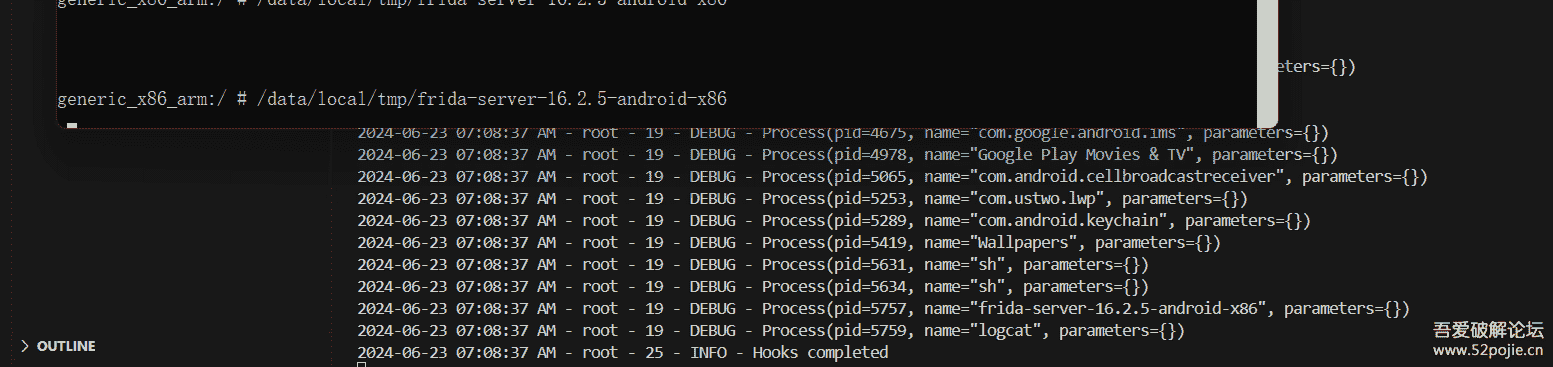 generic_x86_arm:/ # /data/local/tmp/frida-server-16.2.5-android-x86
eters={})
generic_x86_arm:/ # /data/local/tmp/frida-server-16.2.5-android-x86
2024-06-23 07:08:37 AM - root - 19 - DEBUG - Process(pid=4675, name="com.google.android.ims", parameters={})
2024-06-23 07:08:37 AM - root - 19 - DEBUG - Process(pid=4978, name="Google Play Movies & TV", parameters={})
2024-06-23 07:08:37 AM - root - 19 - DEBUG - Process(pid=5065, name="com.android.cellbroadcastreceiver", parameters={})
2024-06-23 07:08:37 AM - root - 19 - DEBUG - Process(pid=5253, name="com.ustwo.lwp", parameters={})
2024-06-23 07:08:37 AM - root - 19 - DEBUG - Process(pid=5289, name="com.android.keychain", parameters={})
2024-06-23 07:08:37 AM - root - 19 - DEBUG - Process(pid=5419, name="Wallpapers", parameters={})
2024-06-23 07:08:37 AM - root - 19 - DEBUG - Process(pid=5631, name="sh", parameters={})
2024-06-23 07:08:37 AM - root - 19 - DEBUG - Process(pid=5634, name="sh", parameters={})
2024-06-23 07:08:37 AM - root - 19 - DEBUG - Process(pid=5757, name="frida-server-16.2.5-android-x86", parameters={})
2024-06-23 07:08:37 AM - root - 19 - DEBUG - Process(pid=5759, name="logcat", parameters={})
2024-06-23 07:08:37 AM - root - 25 - INFO - Hooks completed
OUTLINE
吾爱破解论坛
www.52pojie.cn